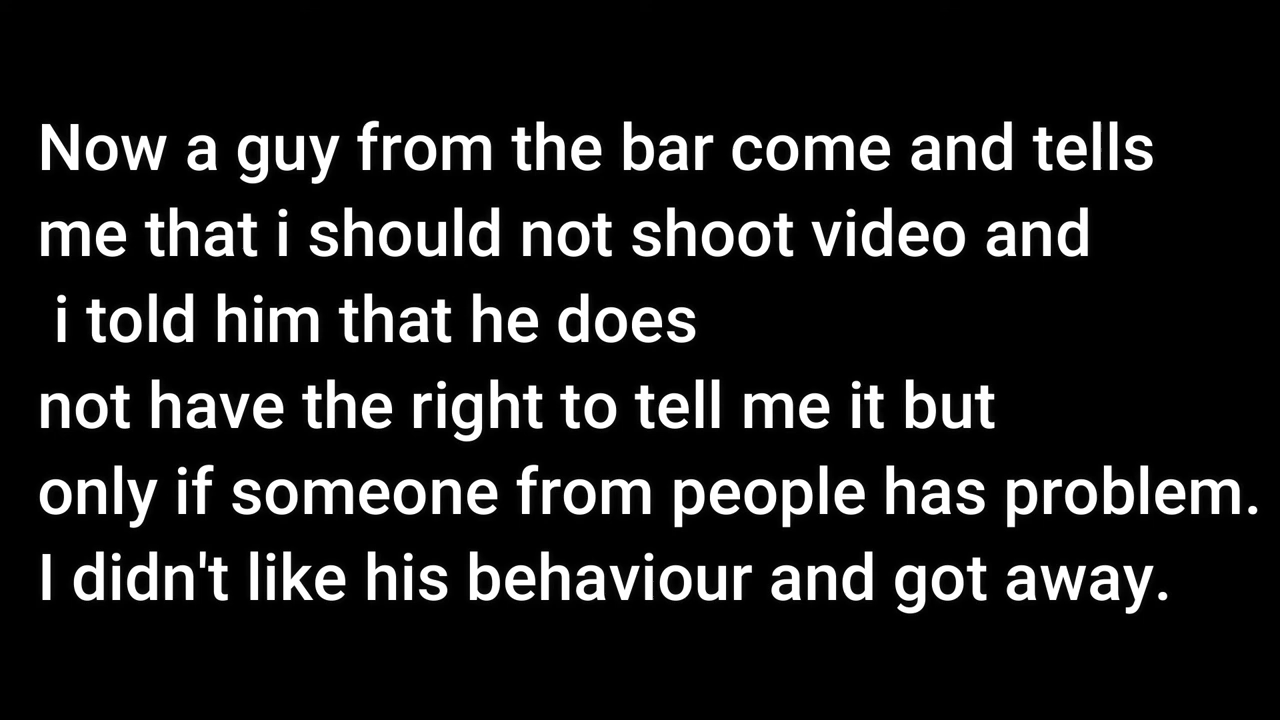 Now a guy from the bar come and tells
me that i should not shoot video and
i told him that he does
not have the right to tell me it but
only if someone from people has problem.
I didn't like his behaviour and got away.